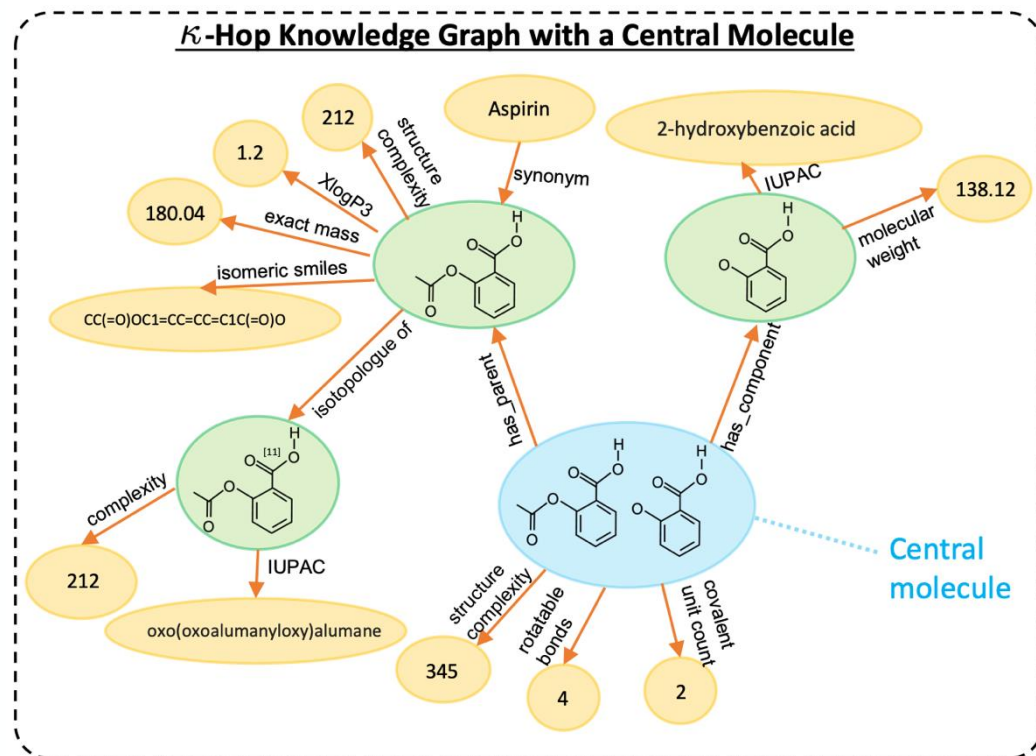 κ-Hop Knowledge Graph with a Central Molecule
Aspirin
212
structure
complexity
2-hydroxybenzoic acid
1.2
XlogP3
synonym
IUPAC
138.12
180.04
exact mass
H
O
O
O
O
H
O
O
O
molecular
weight
isomeric smiles
CC(=O)OC1=CC=CC=C1C(=O)O
isotopologue of
has_parent
has_component
H
[11]
O
O
O
O
complexity
H
O
O
O
O
H
O
O
O
Central
molecule
212
IUPAC
oxo(oxoalumanyloxy)alumane
structure
complexity
rotatable
bonds
covalent
unit count
345
4
2